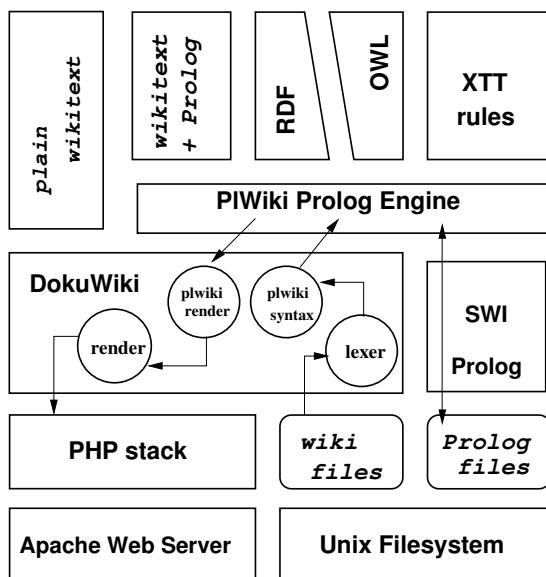 plain
wikitext
wikitext
+ Prolog
RDF
OWL
XTT
rules
PlWiki Prolog Engine
DokuWiki
plwiki
render
plwiki
syntax
render
lexer
SWI
Prolog
PHP stack
wiki
files
Prolog
files
Apache Web Server
Unix Filesystem